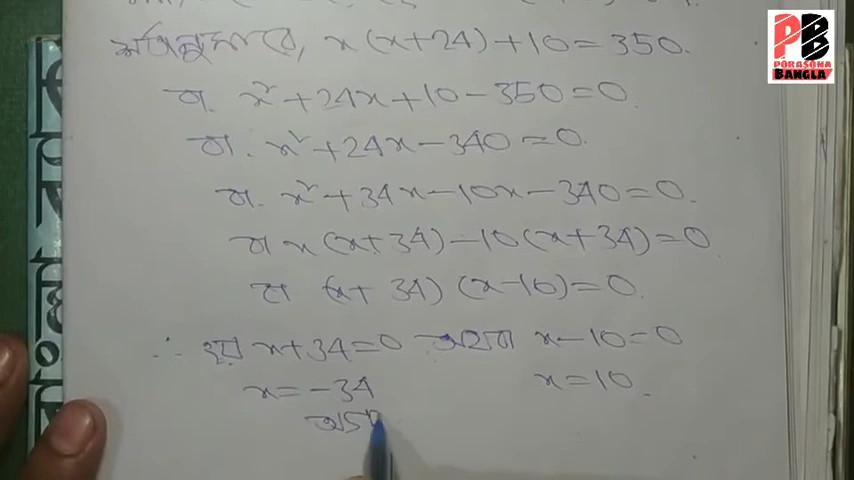 PB
PORASONA
BANGLA
শর্তানুসারে, x(x+24)+10=350.
বা. x²+24x+10-350=0.
বা. x²+24x-340=0.
বা. x²+34x-10x-340=0.
বা x(x+34)-10(x+34)=0
বা (x+34)(x-10)=0.
∴ হয় x+34=0 অথবা x-10=0
x=-34 x=10.